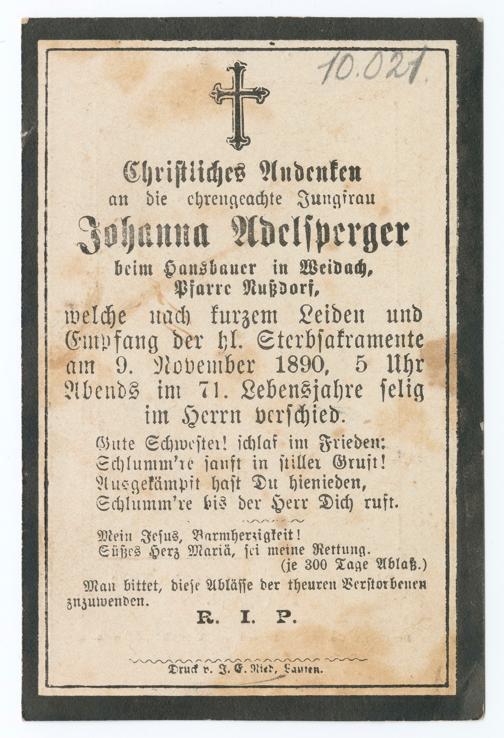 10.021.
Christliches Andenken
an die ehrengeachte Jungfrau
Johanna Adelsperger
beim Hansbauer in Weidach,
Pfarre Nußdorf,
welche nach kurzem Leiden und
Empfang der hl. Sterbsakramente
am 9. November 1890, 5 Uhr
Abends im 71. Lebensjahre selig
im Herrn verschied.
Gute Schwester! schlaf im Frieden;
Schlumm're sanft in stiller Gruft!
Ausgekämpft hast Du hienieden,
Schlumm're bis der Herr Dich ruft.
Mein Jesus, Barmherzigkeit!
Süßes Herz Mariä, sei meine Rettung.
(je 300 Tage Ablaß.)
Man bittet, diese Ablässe der theuren Verstorbenen
znzuwenden.
R. I. P.
Druck v. J. E. Ried, Laufen.